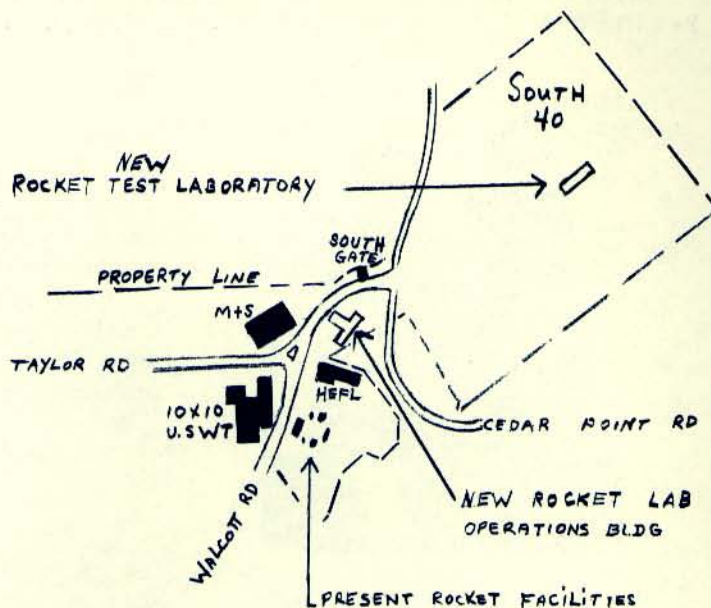 SOUTH
40
NEW
ROCKET TEST LABORATORY
SOUTH
GATE
PROPERTY LINE
M+S
TAYLOR RD
HEFL
10X10
U.SWT
CEDAR POINT RD
WALCOTT RD
NEW ROCKET LAB
OPERATIONS BLDG
PRESENT ROCKET FACILITIES